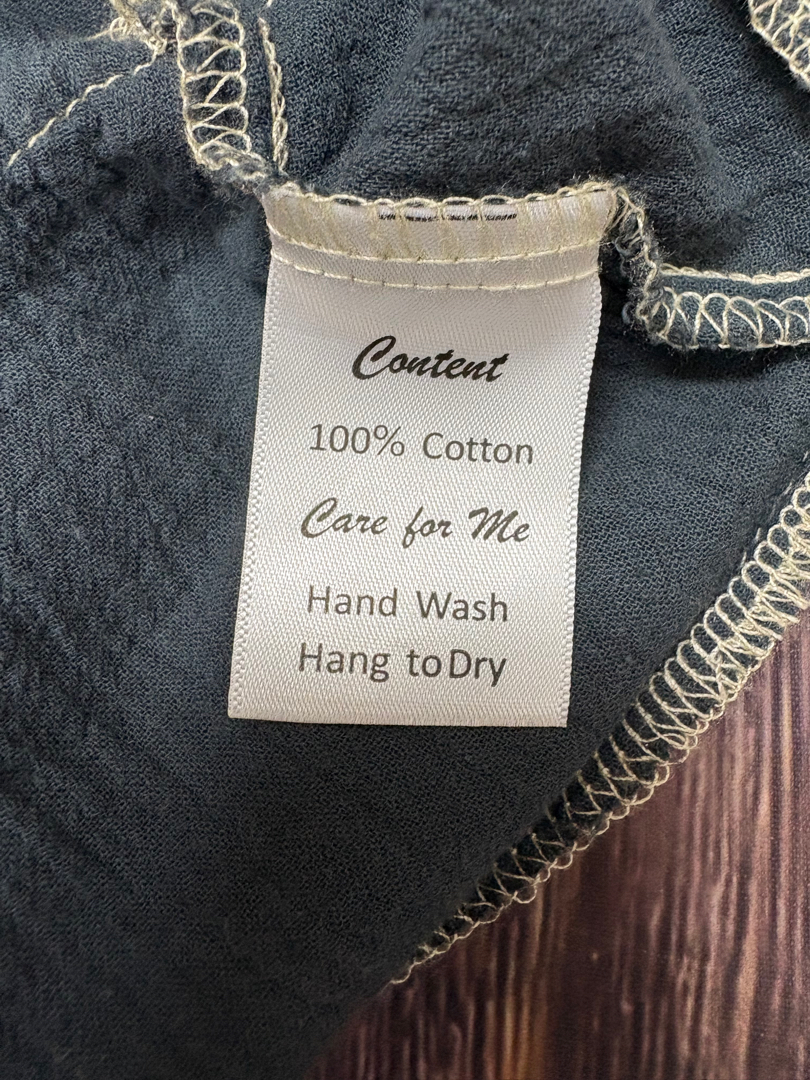 Content
100% Cotton
Care for Me
Hand Wash
Hang to Dry